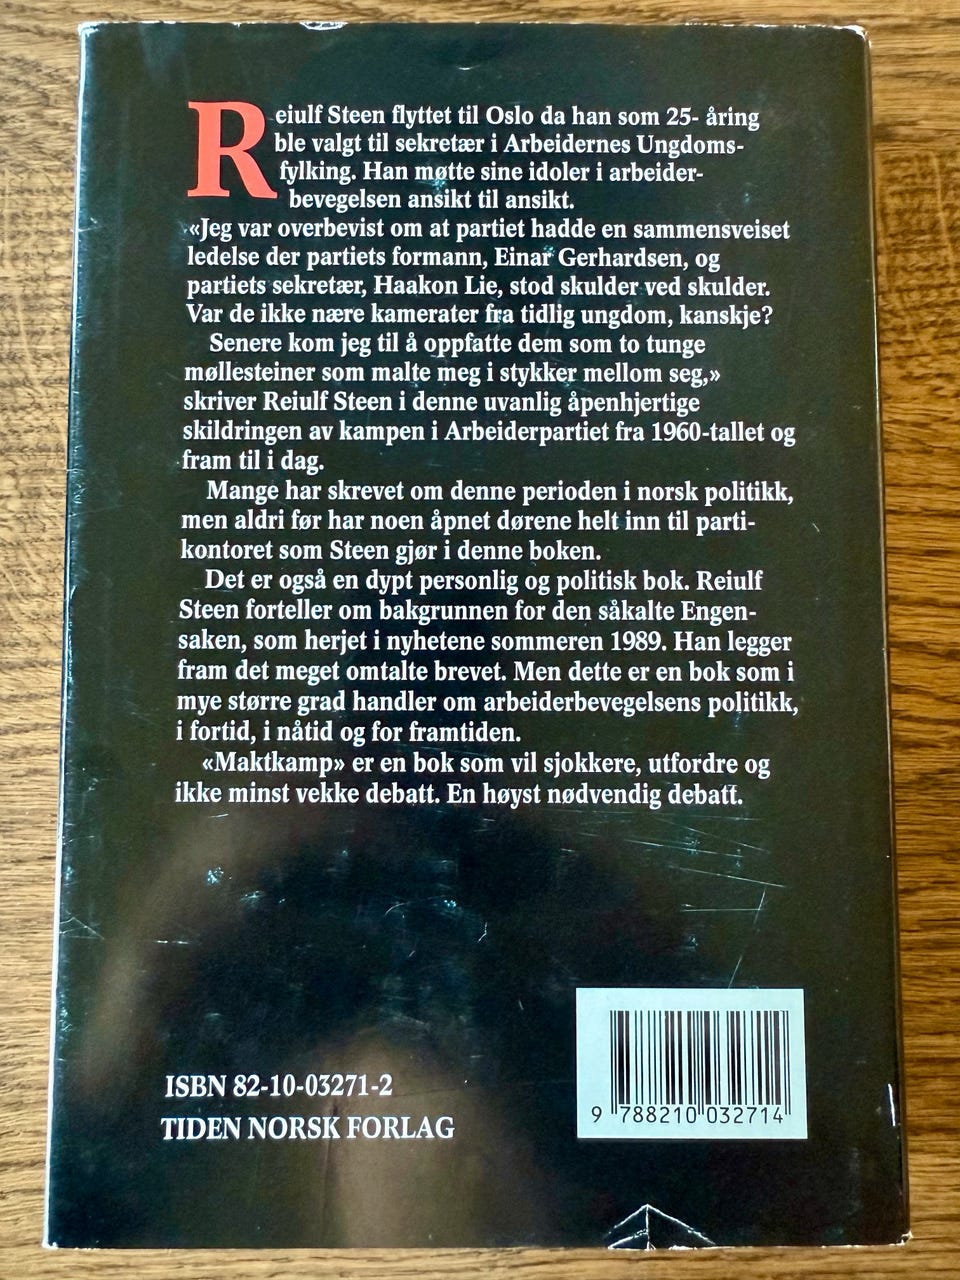 Reiulf Steen flyttet til Oslo da han som 25- åring
ble valgt til sekretær i Arbeidernes Ungdoms-
fylking. Han møtte sine idoler i arbeider-
bevegelsen ansikt til ansikt.
«Jeg var overbevist om at partiet hadde en sammensveiset
ledelse der partiets formann, Einar Gerhardsen, og
partiets sekretær, Haakon Lie, stod skulder ved skulder.
Var de ikke nære kamerater fra tidlig ungdom, kanskje?
Senere kom jeg til å oppfatte dem som to tunge
møllesteiner som malte meg i stykker mellom seg,»
skriver Reiulf Steen i denne uvanlig åpenhjertige
skildringen av kampen i Arbeiderpartiet fra 1960-tallet og
fram til i dag.
Mange har skrevet om denne perioden i norsk politikk,
men aldri før har noen åpnet dørene helt inn til parti-
kontoret som Steen gjør i denne boken.
Det er også en dypt personlig og politisk bok. Reiulf
Steen forteller om bakgrunnen for den såkalte Engen-
saken, som herjet i nyhetene sommeren 1989. Han legger
fram det meget omtalte brevet. Men dette er en bok som i
mye større grad handler om arbeiderbevegelsens politikk,
i fortid, i nåtid og for framtiden.
«Maktkamp» er en bok som vil sjokkere, utfordre og
ikke minst vekke debatt. En høyst nødvendig debatt.
ISBN 82-10-03271-2
TIDEN NORSK FORLAG
9 788210 032714